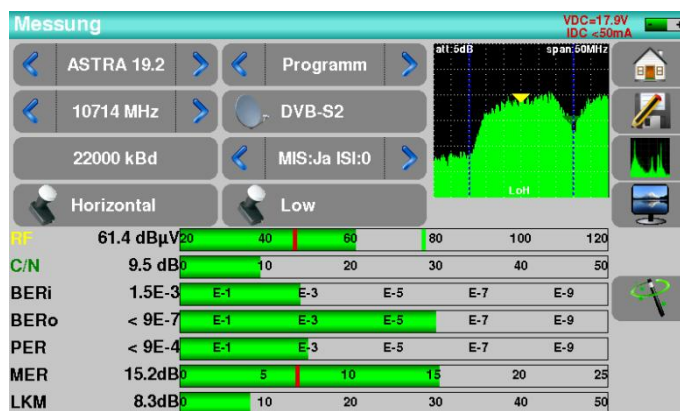 Messung
VDC=17.9V
IDC <50mA
ASTRA 19.2
Programm
att:5dB
span:50MHz
10714 MHz
DVB-S2
22000 kBd
MIS:Ja ISI:0
Horizontal
Low
LoH
RF 61.4 dBµV 20 40 60 80 100 120
C/N 9.5 dB 0 10 20 30 40 50
BERi 1.5E-3 E-1 E-3 E-5 E-7 E-9
BERo < 9E-7 E-1 E-3 E-5 E-7 E-9
PER < 9E-4 E-1 E-3 E-5 E-7 E-9
MER 15.2dB 0 5 10 15 20 25
LKM 8.3dB 0 10 20 30 40 50